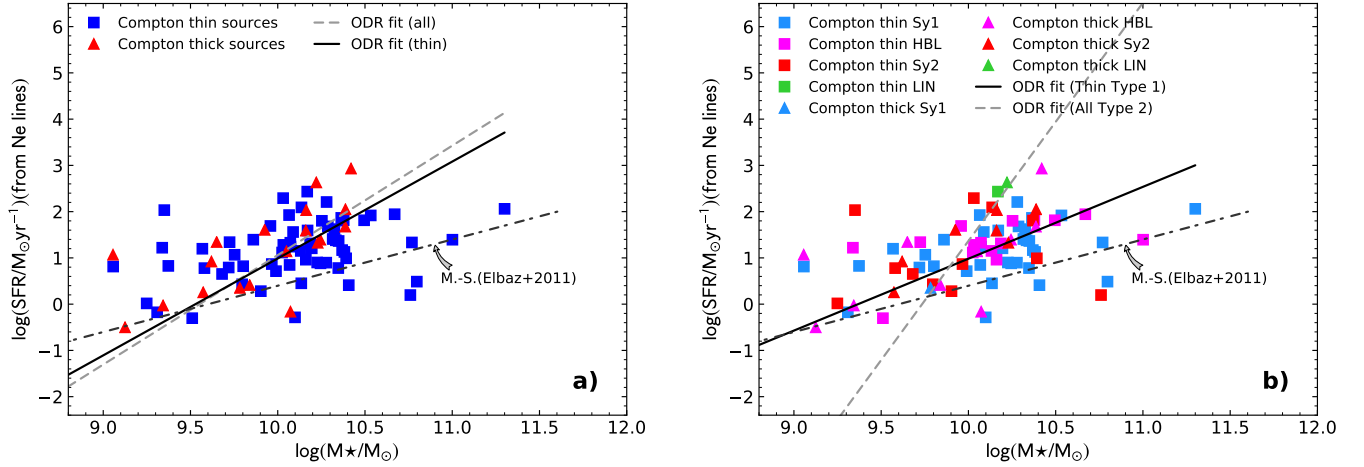 Compton thin sources
Compton thick sources
ODR fit (all)
ODR fit (thin)
6
5
4
3
2
1
0
−1
−2
log(SFR/M⊙yr⁻¹)(from Ne lines)
M.-S.(Elbaz+2011)
a)
9.0 9.5 10.0 10.5 11.0 11.5 12.0
log(M★/M⊙)
Compton thin Sy1
Compton thin HBL
Compton thin Sy2
Compton thin LIN
Compton thick Sy1
Compton thick HBL
Compton thick Sy2
Compton thick LIN
ODR fit (Thin Type 1)
ODR fit (All Type 2)
6
5
4
3
2
1
0
−1
−2
log(SFR/M⊙yr⁻¹)(from Ne lines)
M.-S.(Elbaz+2011)
b)
9.0 9.5 10.0 10.5 11.0 11.5 12.0
log(M★/M⊙)